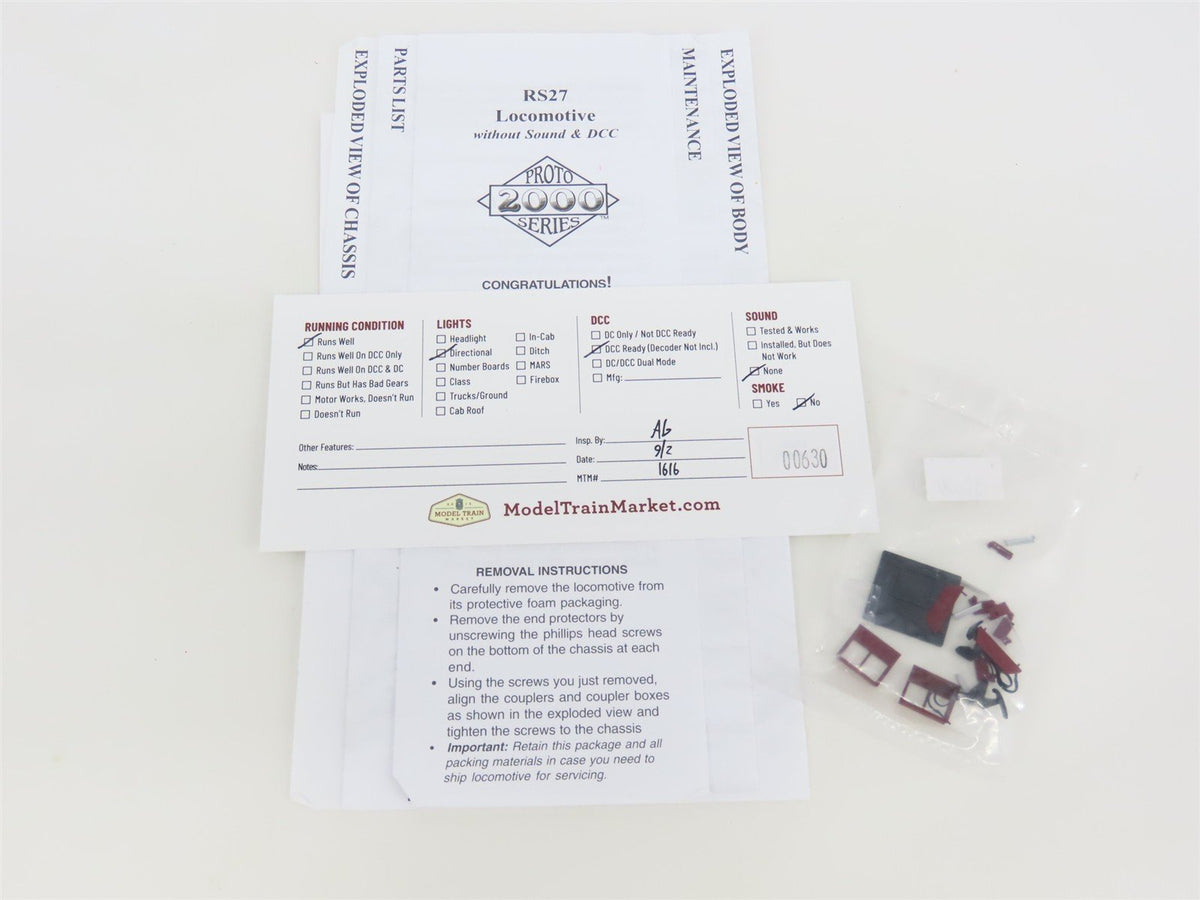 EXPLODED VIEW OF CHASSIS
PARTS LIST
MAINTENANCE
EXPLODED VIEW OF BODY
RS27
Locomotive
without Sound & DCC
PROTO
2000
SERIES
TM
CONGRATULATIONS!
RUNNING CONDITION
Runs Well
Runs Well On DCC Only
Runs Well On DCC & DC
Runs But Has Bad Gears
Motor Works, Doesn't Run
Doesn't Run
LIGHTS
Headlight
Directional
Number Boards
Class
Trucks/Ground
Cab Roof
In-Cab
Ditch
MARS
Firebox
DCC
DC Only / Not DCC Ready
DCC Ready (Decoder Not Incl.)
DC/DCC Dual Mode
Mfg:
SOUND
Tested & Works
Installed, But Does
Not Work
None
SMOKE
Yes No
Other Features:
Notes:
Insp. By: AG
Date: 9/2
MTM# 1616
00630
MODEL TRAIN
MARKET
ModelTrainMarket.com
REMOVAL INSTRUCTIONS
• Carefully remove the locomotive from
its protective foam packaging.
• Remove the end protectors by
unscrewing the phillips head screws
on the bottom of the chassis at each
end.
• Using the screws you just removed,
align the couplers and coupler boxes
as shown in the exploded view and
tighten the screws to the chassis
• Important: Retain this package and all
packing materials in case you need to
ship locomotive for servicing.